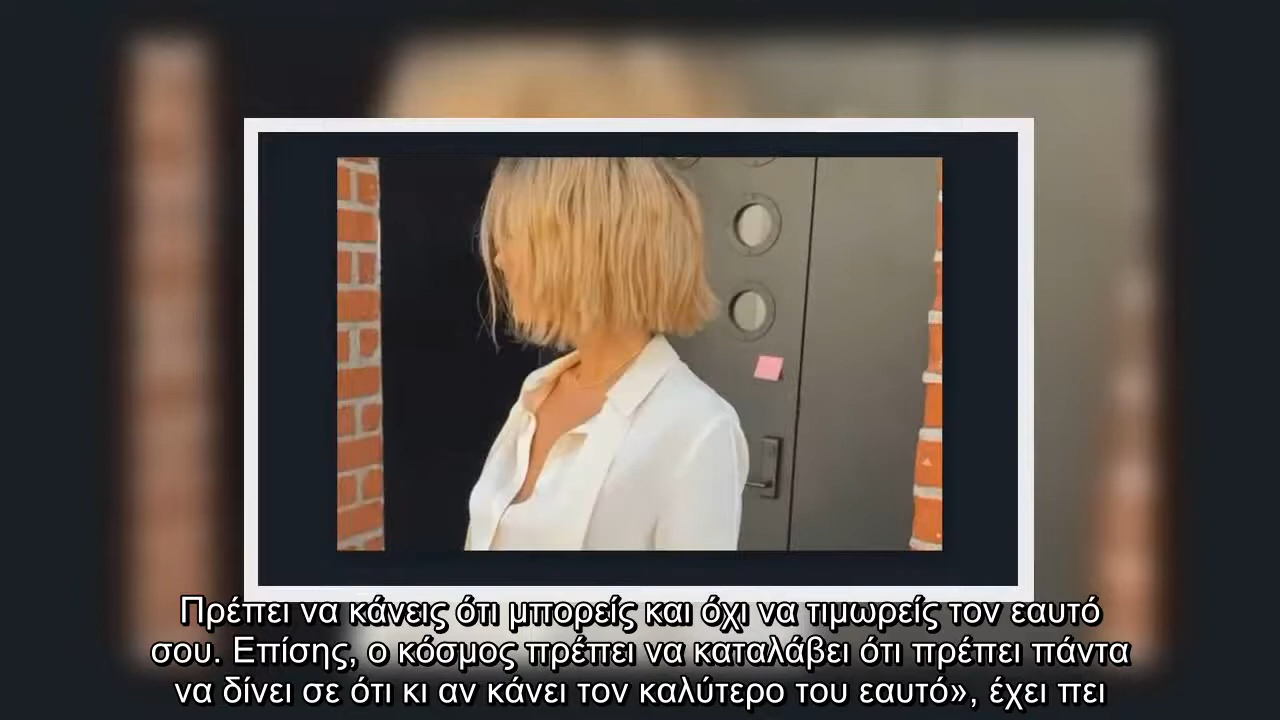 Πρέπει να κάνεις ότι μπορείς και όχι να τιμωρείς τον εαυτό
σου. Επίσης, ο κόσμος πρέπει να καταλάβει ότι πρέπει πάντα
να δίνει σε ότι κι αν κάνει τον καλύτερο του εαυτό», έχει πει